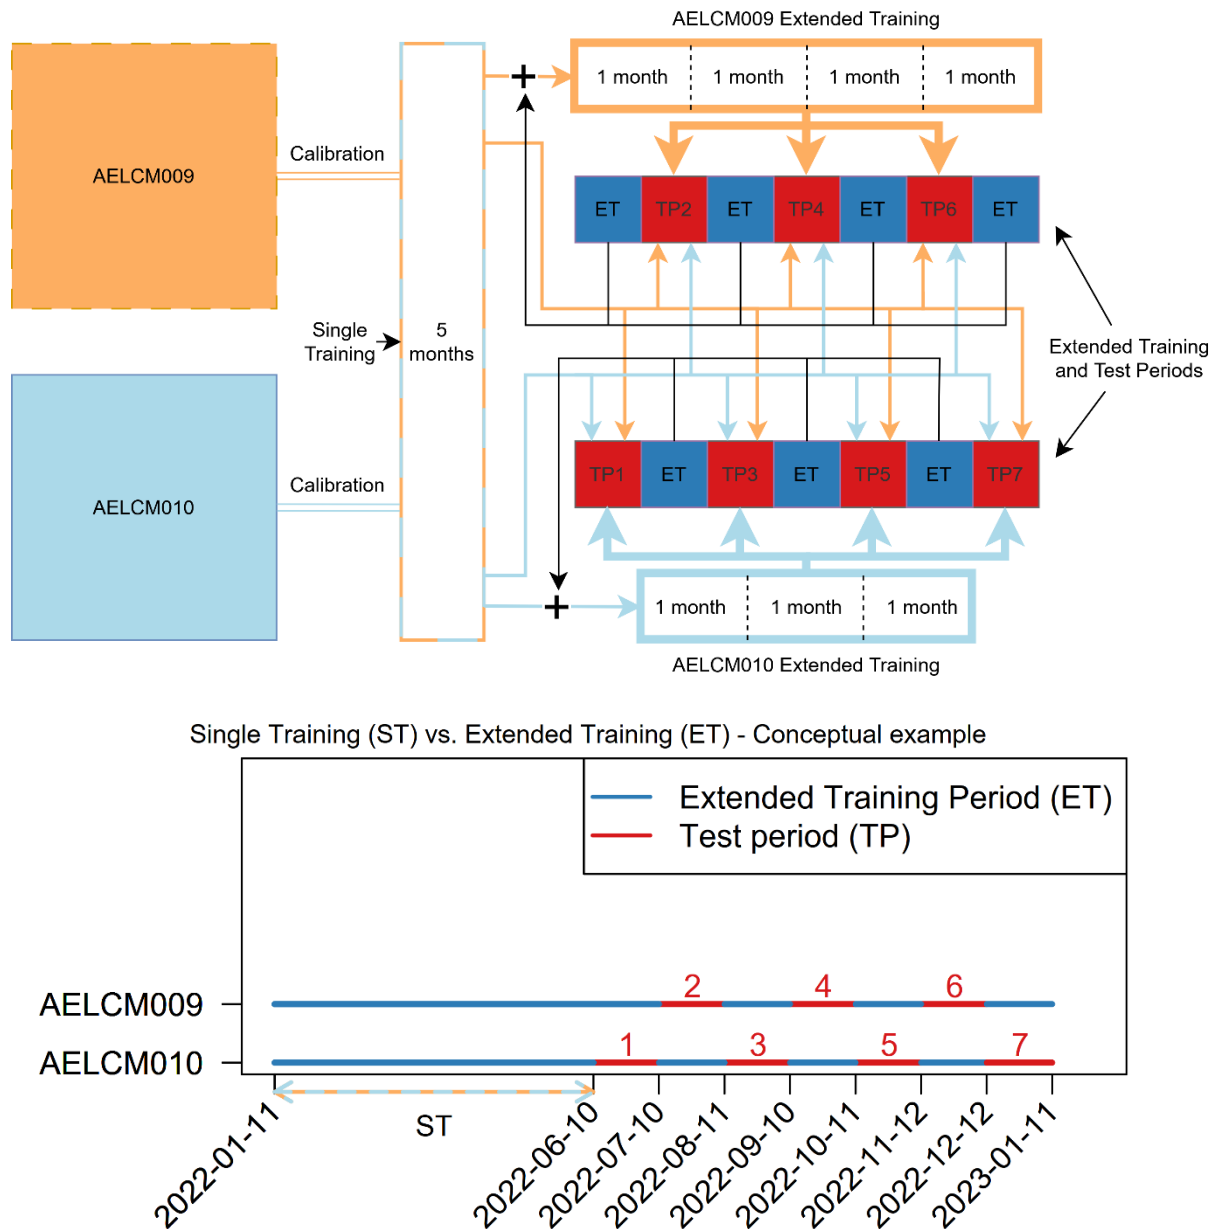 AELCM009 Extended Training
1 month 1 month 1 month 1 month
AELCM009
Calibration
ET TP2 ET TP4 ET TP6 ET
Single
Training
5
months
Extended Training
and Test Periods
AELCM010
Calibration
TP1 ET TP3 ET TP5 ET TP7
1 month 1 month 1 month
AELCM010 Extended Training
Single Training (ST) vs. Extended Training (ET) - Conceptual example
Extended Training Period (ET)
Test period (TP)
AELCM009
2 4 6
AELCM010
1 3 5 7
ST
2022-01-11
2022-06-10
2022-07-10
2022-08-11
2022-09-10
2022-10-11
2022-11-12
2022-12-12
2023-01-11